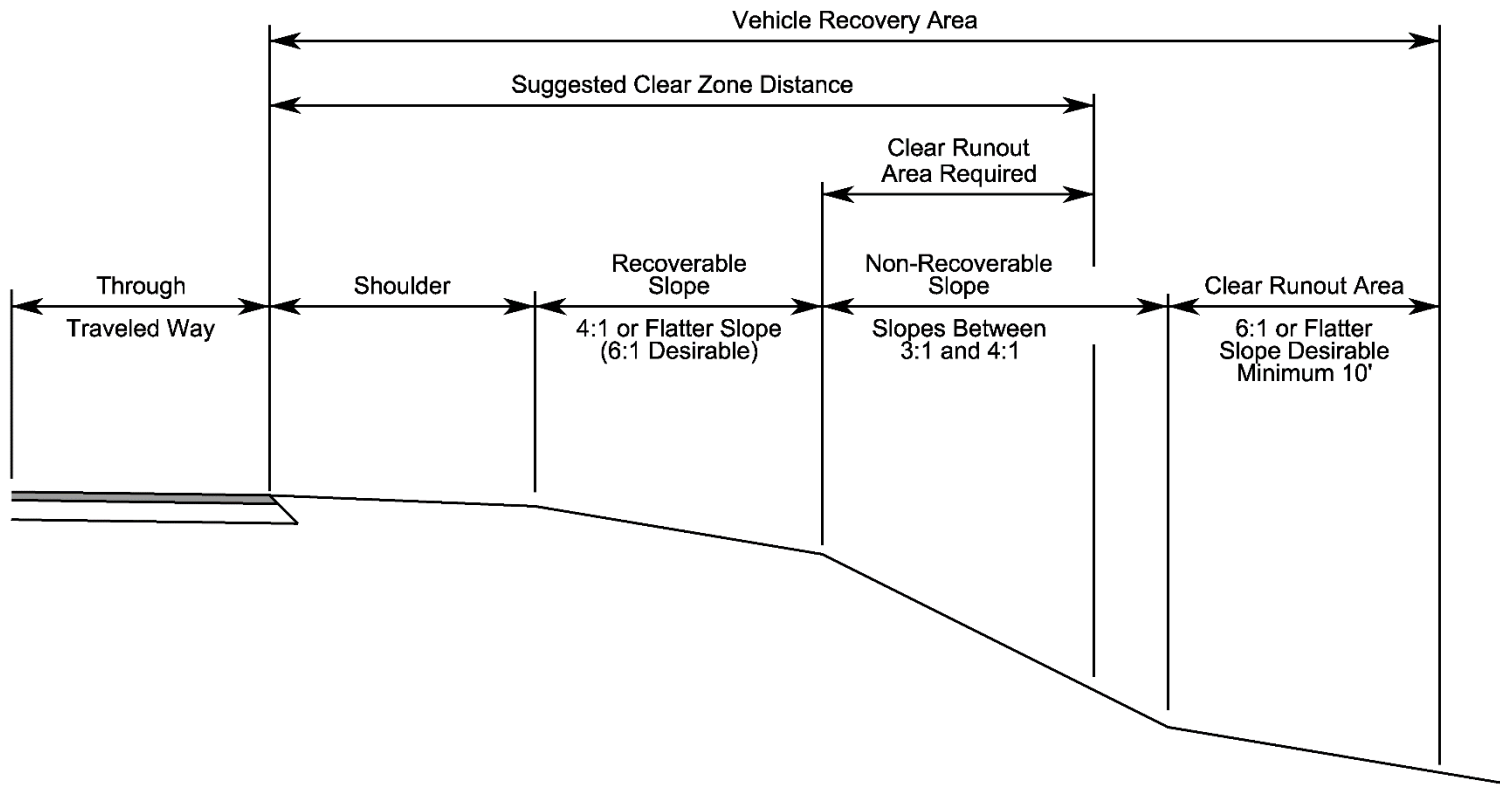 Vehicle Recovery Area
Suggested Clear Zone Distance
Clear Runout
Area Required
Through
Traveled Way
Shoulder
Recoverable
Slope
4:1 or Flatter Slope
(6:1 Desirable)
Non-Recoverable
Slope
Slopes Between
3:1 and 4:1
Clear Runout Area
6:1 or Flatter
Slope Desirable
Minimum 10'